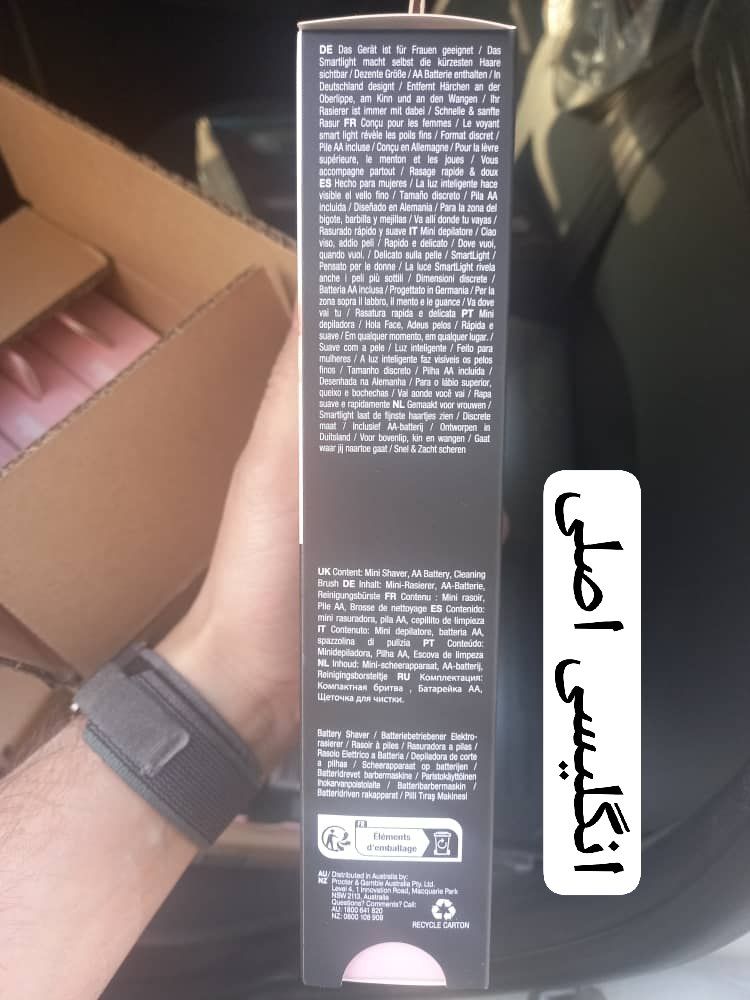 DE Das Gerät ist für Frauen geeignet / Das
Smartlight macht selbst die kürzesten Haare
sichtbar / Dezente Größe / AA Batterie enthalten / In
Deutschland designt / Entfernt Härchen an der
Oberlippe, am Kinn und an den Wangen / Ihr
Rasierer ist immer mit dabei / Schnelle & sanfte
Rasur FR Conçu pour les femmes / Le voyant
smart light révèle les poils fins / Format discret /
Pile AA incluse / Conçu en Allemagne / Pour la lèvre
supérieure, le menton et les joues / Vous
accompagne partout / Rasage rapide & doux
ES Hecho para mujeres / La luz inteligente hace
visible el vello fino / Tamaño discreto / Pila AA
incluida / Diseñado en Alemania / Para la zona del
bigote, barbilla y mejillas / Va allí donde tu vayas /
Rasurado rápido y suave IT Mini depilatore / Ciao
viso, addio peli / Rapido e delicato / Dove vuoi,
quando vuoi. / Delicato sulla pelle / SmartLight /
Pensato per le donne / La luce SmartLight rivela
anche i peli più sottili / Dimensioni discrete /
Batteria AA inclusa / Progettato in Germania / Per la
zona sopra il labbro, il mento e le guance / Va dove
vai tu / Rasatura rapida e delicata PT Mini
depiladora / Hola Face, Adeus pelos / Rápida e
suave / Em qualquer momento, em qualquer lugar. /
Suave com a pele / Luz inteligente / Feito para
mulheres / A luz inteligente faz visíveis os pelos
finos / Tamanho discreto / Pilha AA incluída /
Desenhada na Alemanha / Para o lábio superior,
queixo e bochechas / Vai aonde você vai / Rapa
suave e rapidamente NL Gemaakt voor vrouwen /
Smartlight laat de fijnste haartjes zien / Discrete
maat / Inclusief AA-batterij / Ontworpen in
Duitsland / Voor bovenlip, kin en wangen / Gaat
waar jij naartoe gaat / Snel & Zacht scheren
UK Content: Mini Shaver, AA Battery, Cleaning
Brush DE Inhalt: Mini-Rasierer, AA-Batterie,
Reinigungsbürste FR Contenu : Mini rasoir,
Pile AA, Brosse de nettoyage ES Contenido:
mini rasuradora, pila AA, cepillito de limpieza
IT Contenuto: Mini depilatore, batteria AA,
spazzolina di pulizia PT Conteúdo:
Minidepiladora, Pilha AA, Escova de limpeza
NL Inhoud: Mini-scheerapparaat, AA-batterij,
Reinigingsborsteltje RU Комплектация:
Компактная бритва , Батарейка AA,
Щеточка для чистки.
Battery Shaver / Batteriebetriebener Elektro-
rasierer / Rasoir à piles / Rasuradora a pilas /
Rasoio Elettrico a Batteria / Depiladora de corte
a pilhas / Scheerapparaat op batterijen /
Batteridrevet barbermaskine / Paristokäyttöinen
ihokarvanpoistolaite / Batteribarbermaskin /
Batteridriven rakapparat / Pilli Tıraş Makinesi
FR
Éléments
d'emballage
AU/ Distributed in Australia by:
NZ Procter & Gamble Australia Pty. Ltd.
Level 4, 1 Innovation Road, Macquarie Park
NSW 2113, Australia
Questions? Comments? Call:
AU: 1800 641 820
NZ: 0800 108 909
RECYCLE CARTON
انگلیسی اصلی